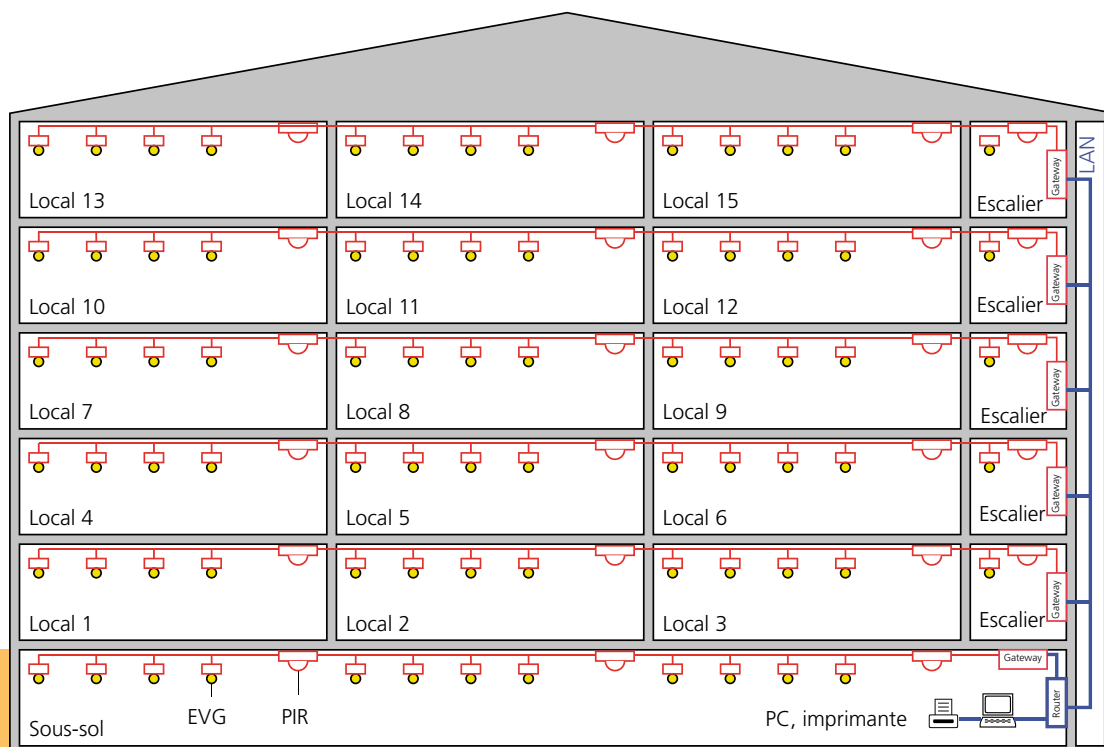 LAN
Gateway
Local 13
Local 14
Local 15
Escalier
Gateway
Local 10
Local 11
Local 12
Escalier
Gateway
Local 7
Local 8
Local 9
Escalier
Gateway
Local 4
Local 5
Local 6
Escalier
Gateway
Local 1
Local 2
Local 3
Escalier
Gateway
Router
EVG
PIR
PC, imprimante
Sous-sol